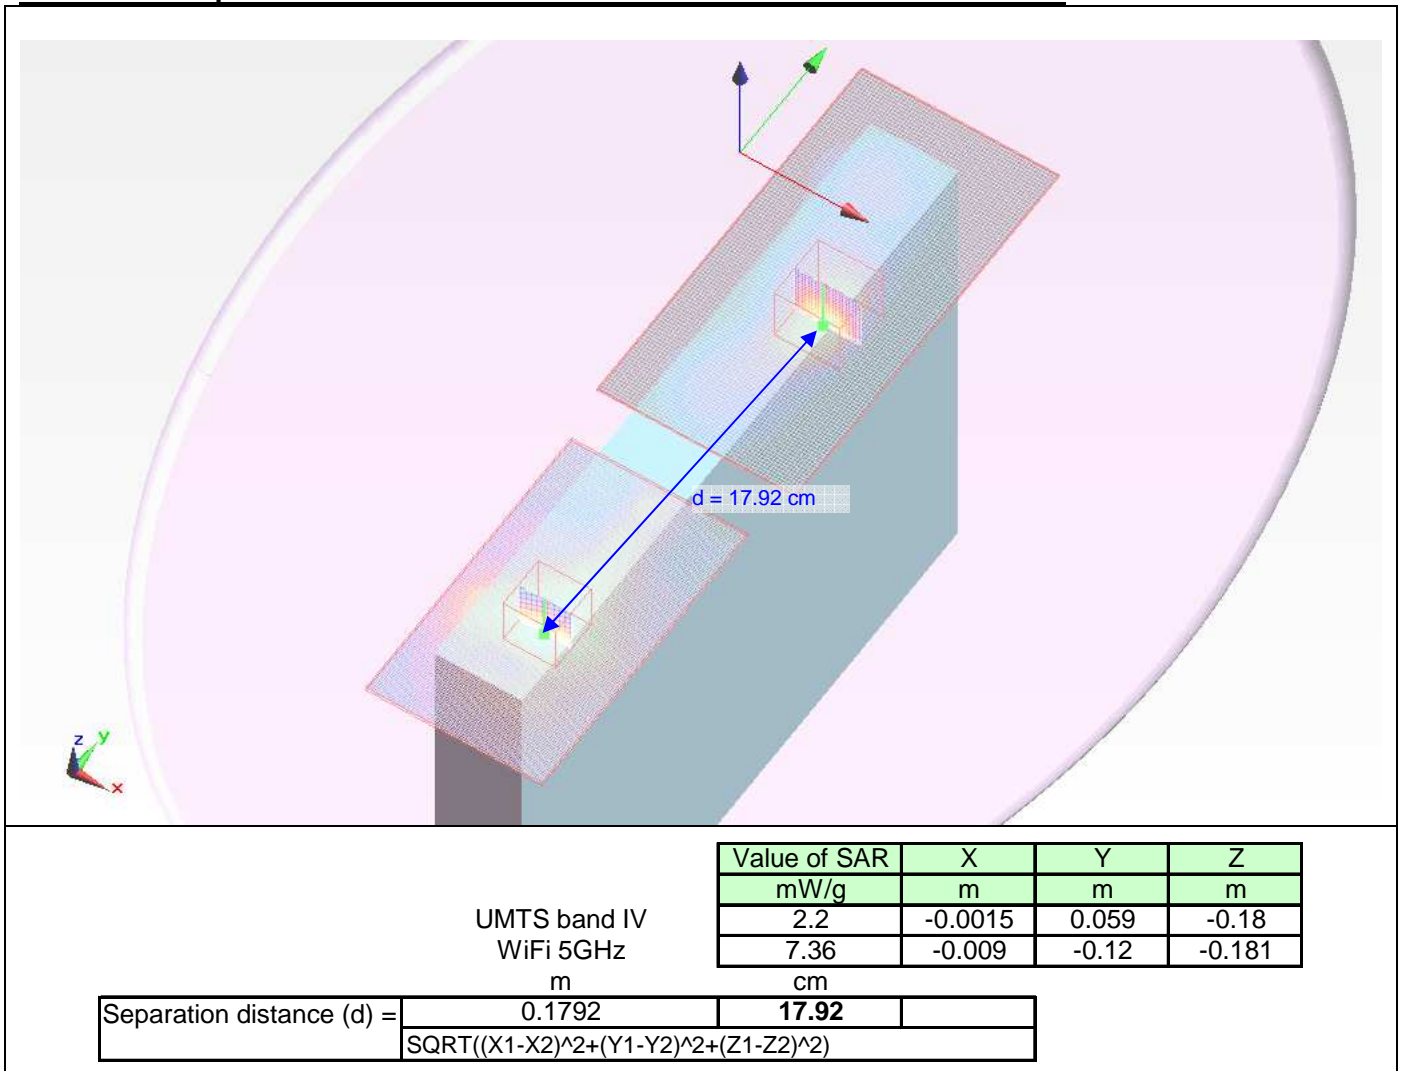 d = 17.92 cm
z y
x
Value of SAR X Y Z
mW/g m m m
UMTS band IV 2.2 -0.0015 0.059 -0.18
WiFi 5GHz 7.36 -0.009 -0.12 -0.181
m cm
Separation distance (d) = 0.1792 17.92
SQRT((X1-X2)^2+(Y1-Y2)^2+(Z1-Z2)^2)